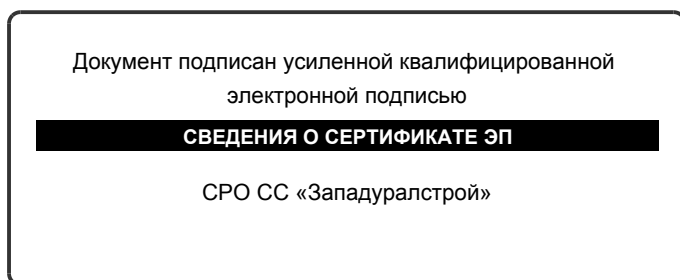 Документ подписан усиленной квалифицированной
электронной подписью
СВЕДЕНИЯ О СЕРТИФИКАТЕ ЭП
СРО СС «Западуралстрой»